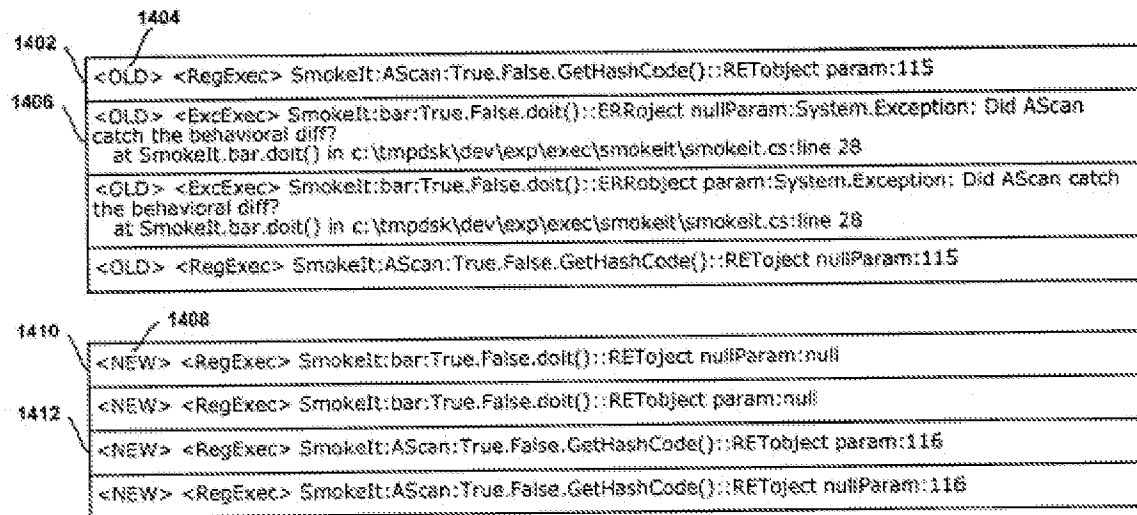 1404
1402
<OLD> <RegExec> SmokeIt:AScan:True.False.GetHashCode()::RETobject param:115
1406
<OLD> <ExcExec> SmokeIt:bar:True.False.doit()::ERRoject nullParam:System.Exception: Did AScan
catch the behavioral diff?
at SmokeIt.bar.doit() in c:\tmpdsk\dev\exp\exec\smokeit\smokeit.cs:line 28
<OLD> <ExcExec> SmokeIt:bar:True.False.doit()::ERRobject param:System.Exception: Did AScan catch
the behavioral diff?
at SmokeIt.bar.doit() in c:\tmpdsk\dev\exp\exec\smokeit\smokeit.cs:line 28
<OLD> <RegExec> SmokeIt:AScan:True.False.GetHashCode()::REToject nullParam:115
1408
1410
<NEW> <RegExec> SmokeIt:bar:True.False.doit()::REToject nullParam:null
<NEW> <RegExec> SmokeIt:bar:True.False.doit()::RETobject param:null
1412
<NEW> <RegExec> SmokeIt:AScan:True.False.GetHashCode()::RETobject param:116
<NEW> <RegExec> SmokeIt:AScan:True.False.GetHashCode()::REToject nullParam:116